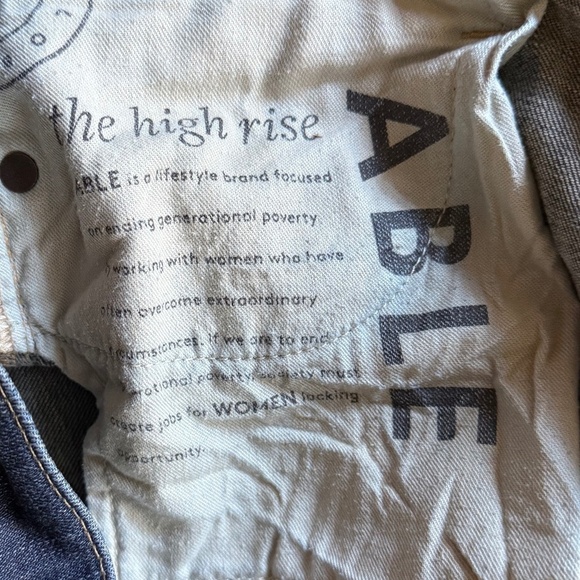 the high rise
ABLE
ABLE is a lifestyle brand focused
on ending generational poverty
working with women who have
often overcome extraordinary
circumstances. If we are to end
generational poverty, society must
create jobs for WOMEN lacking
opportunity.